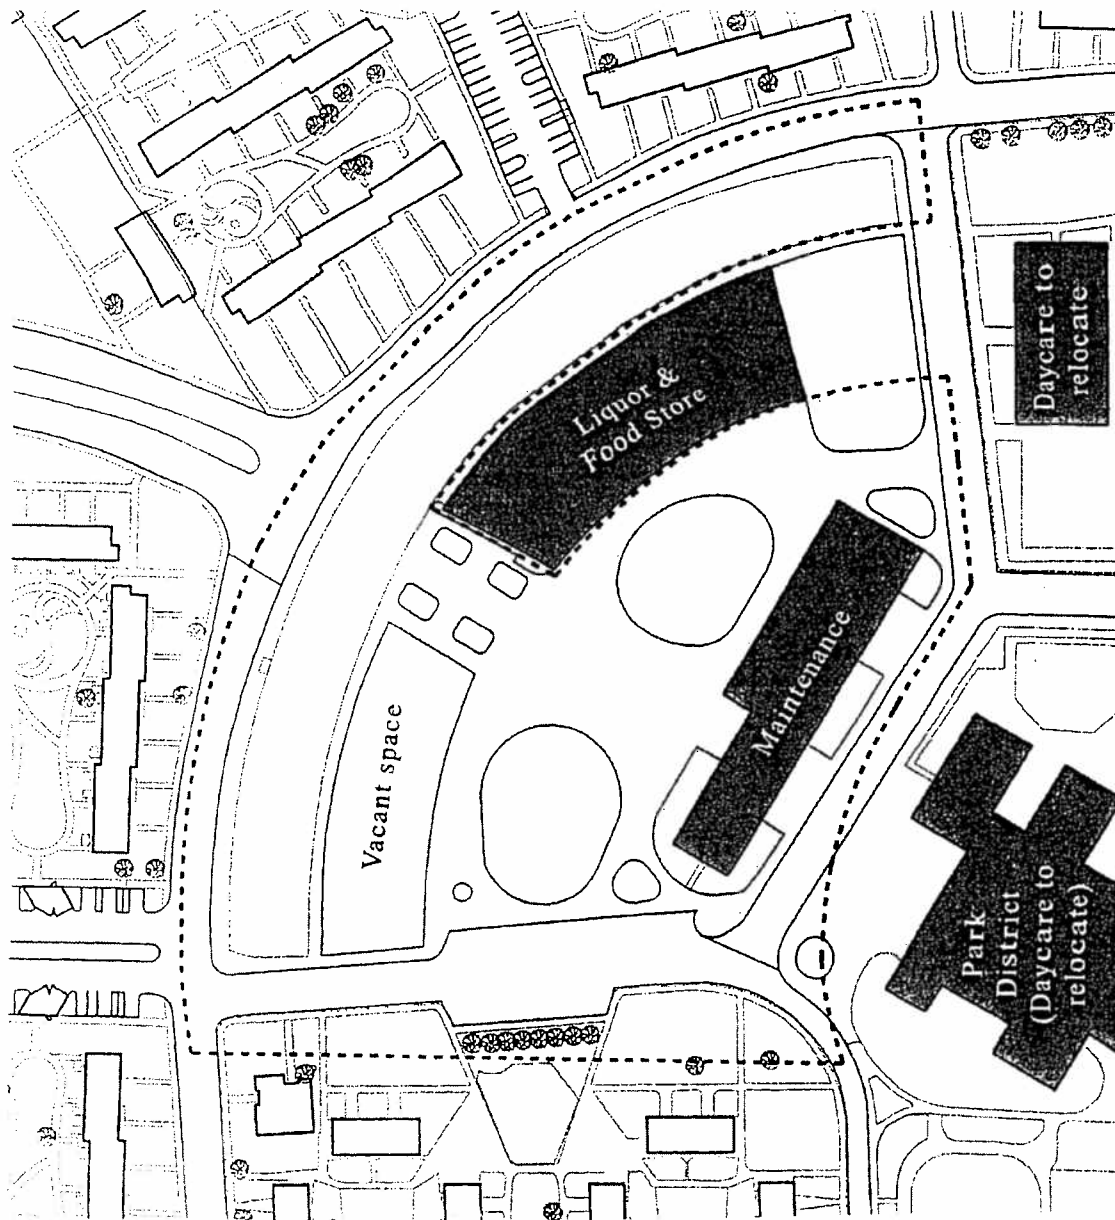 Daycare to
relocate
Liquor &
Food Store
Maintenance
Vacant space
Park
District
(Daycare to
relocate)